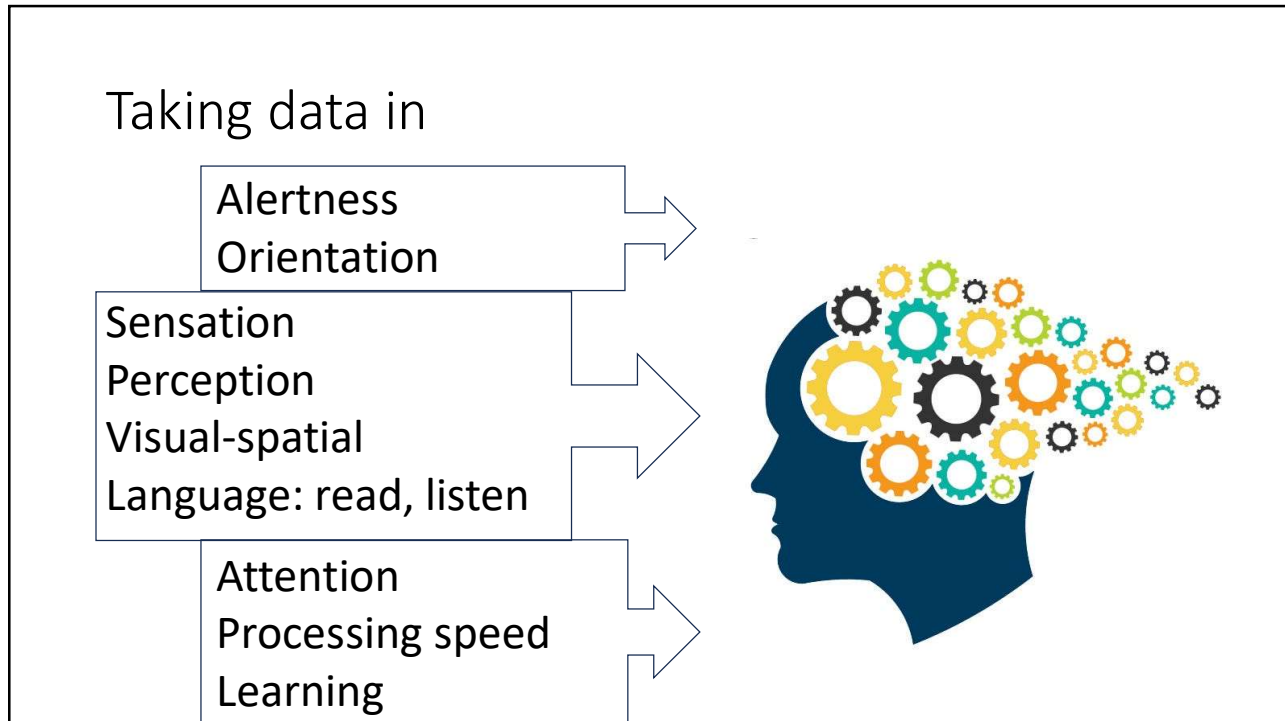 Taking data in
Alertness
Orientation
Sensation
Perception
Visual-spatial
Language: read, listen
Attention
Processing speed
Learning